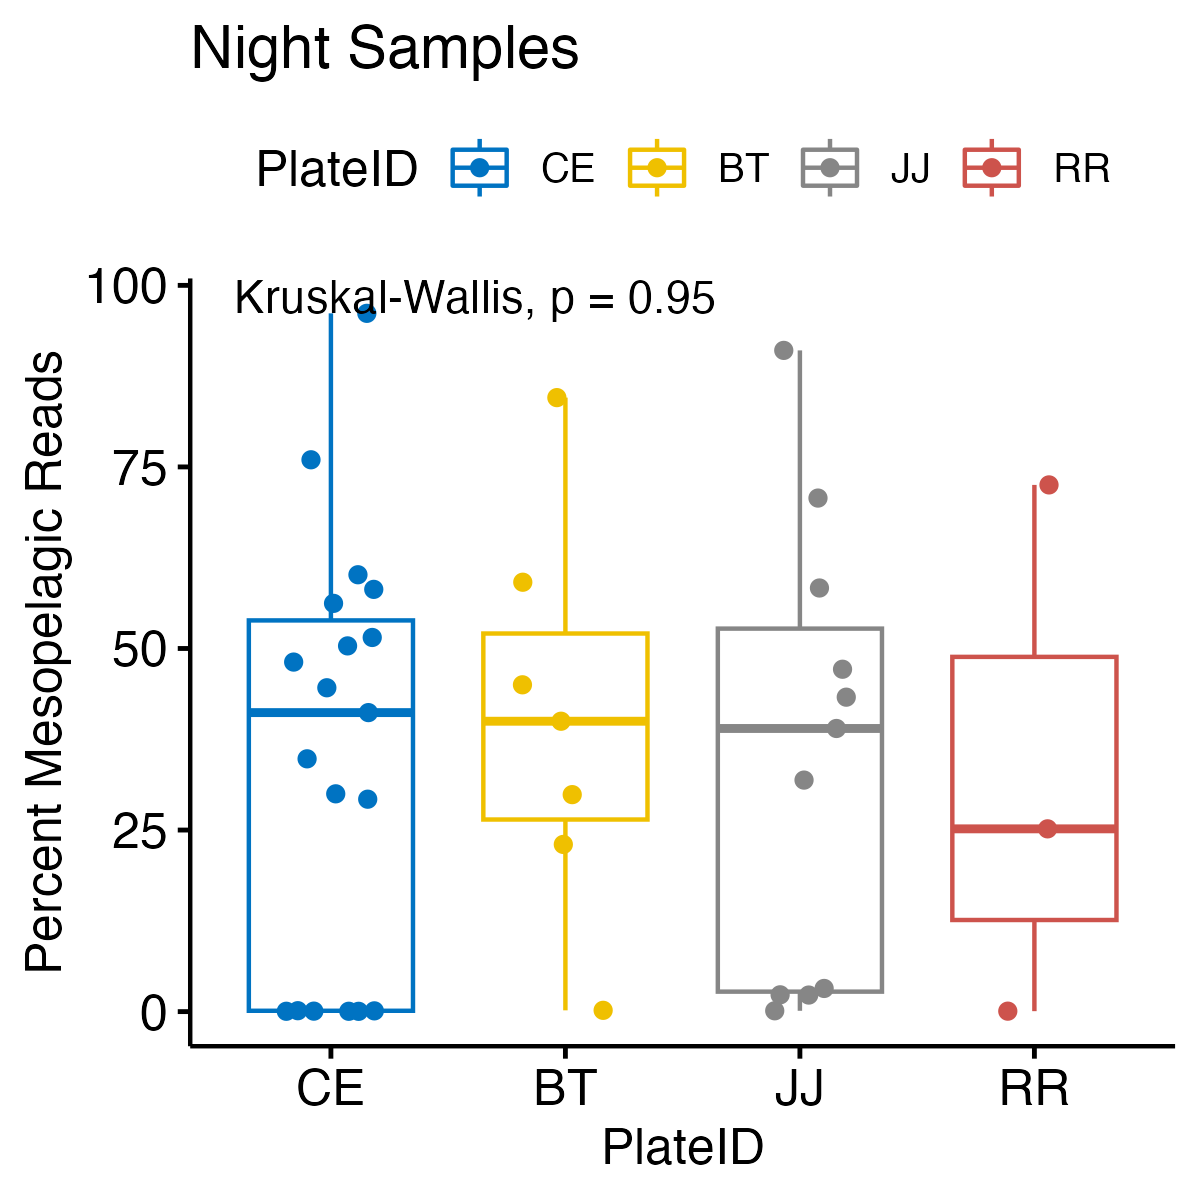 Night Samples
PlateID CE BT JJ RR
Kruskal-Wallis, p = 0.95
100
75
50
25
0
Percent Mesopelagic Reads
CE BT JJ RR
PlateID